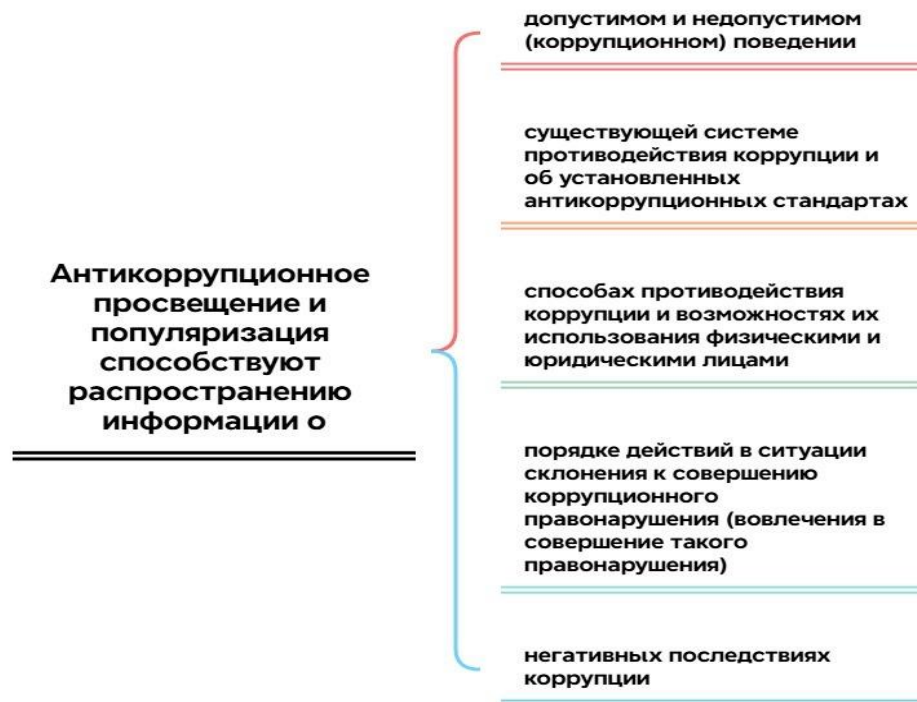 Антикоррупционное
просвещение и
популяризация
способствуют
распространению
информации о
допустимом и недопустимом
(коррупционном) поведении
существующей системе
противодействия коррупции и
об установленных
антикоррупционных стандартах
способах противодействия
коррупции и возможностях их
использования физическими и
юридическими лицами
порядке действий в ситуации
склонения к совершению
коррупционного
правонарушения (вовлечения в
совершение такого
правонарушения)
негативных последствиях
коррупции